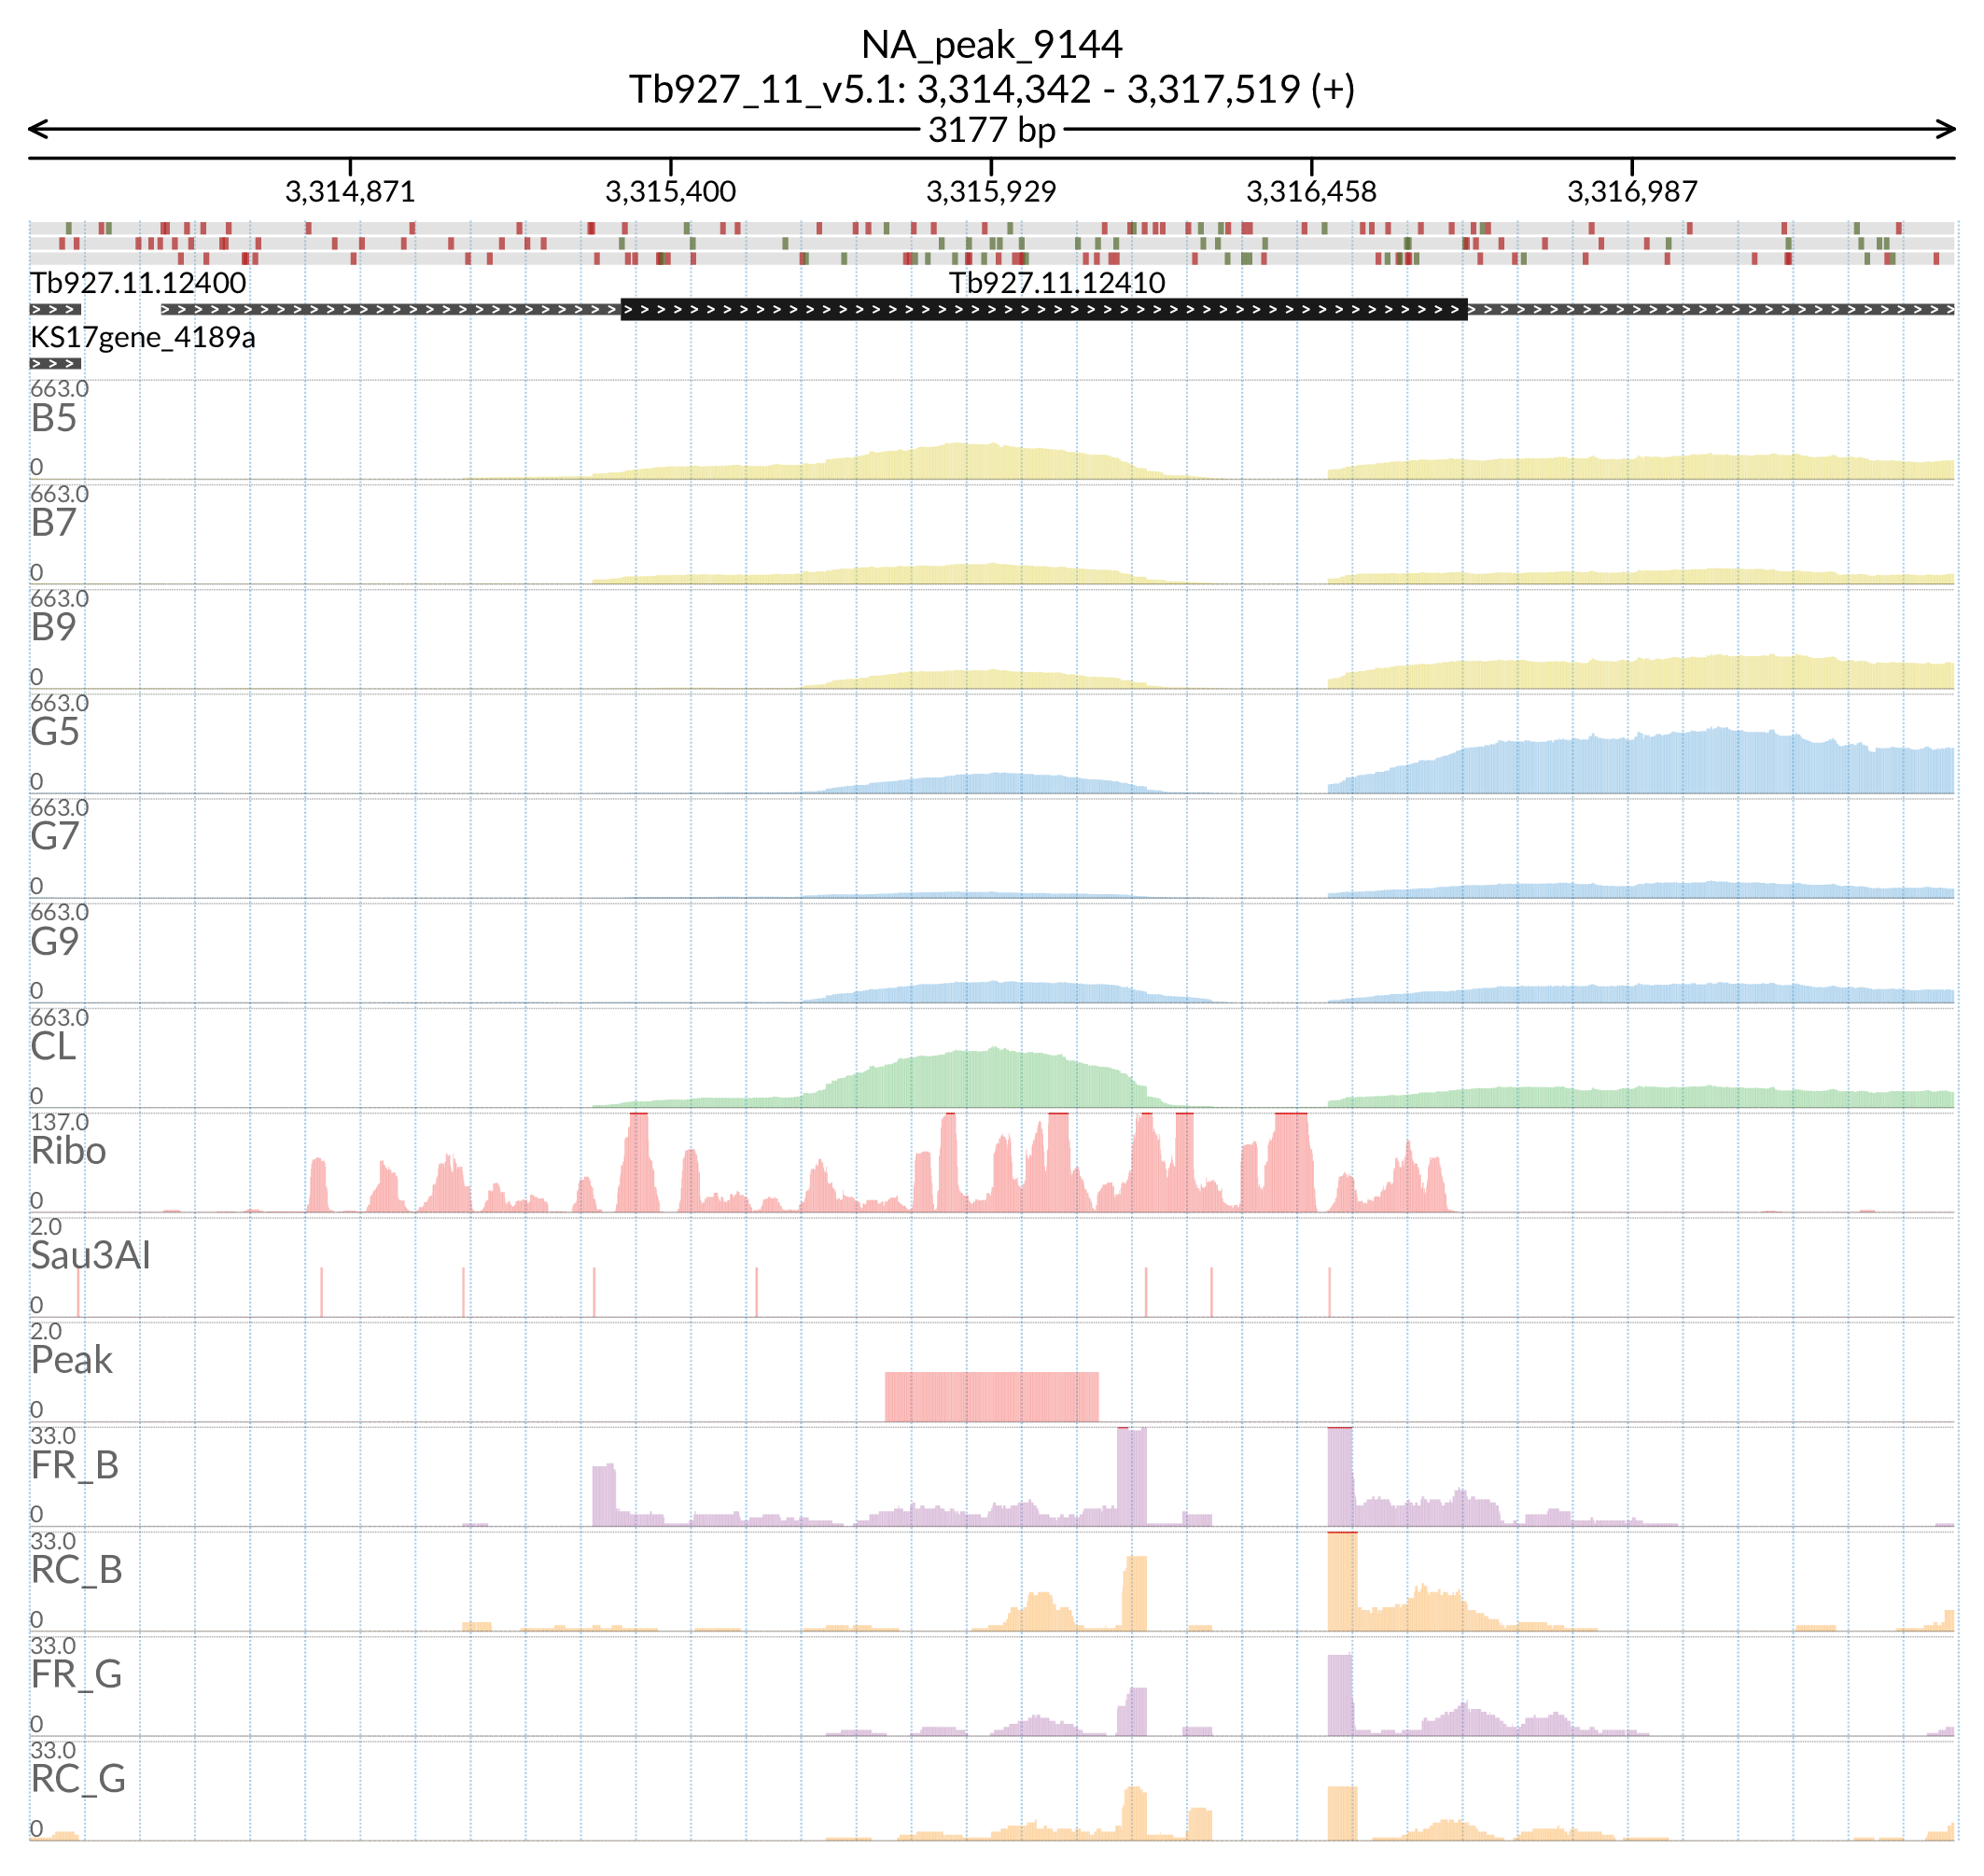 NA_peak_9144
Tb927_11_v5.1: 3,314,342 - 3,317,519 (+)
3177 bp
3,314,871 3,315,400 3,315,929 3,316,458 3,316,987
Tb927.11.12400 Tb927.11.12410
KS17gene_4189a
663.0
B5
0
663.0
B7
0
663.0
B9
0
663.0
G5
0
663.0
G7
0
663.0
G9
0
663.0
CL
0
137.0
Ribo
0
2.0
Sau3AI
0
2.0
Peak
0
33.0
FR_B
0
33.0
RC_B
0
33.0
FR_G
0
33.0
RC_G
0